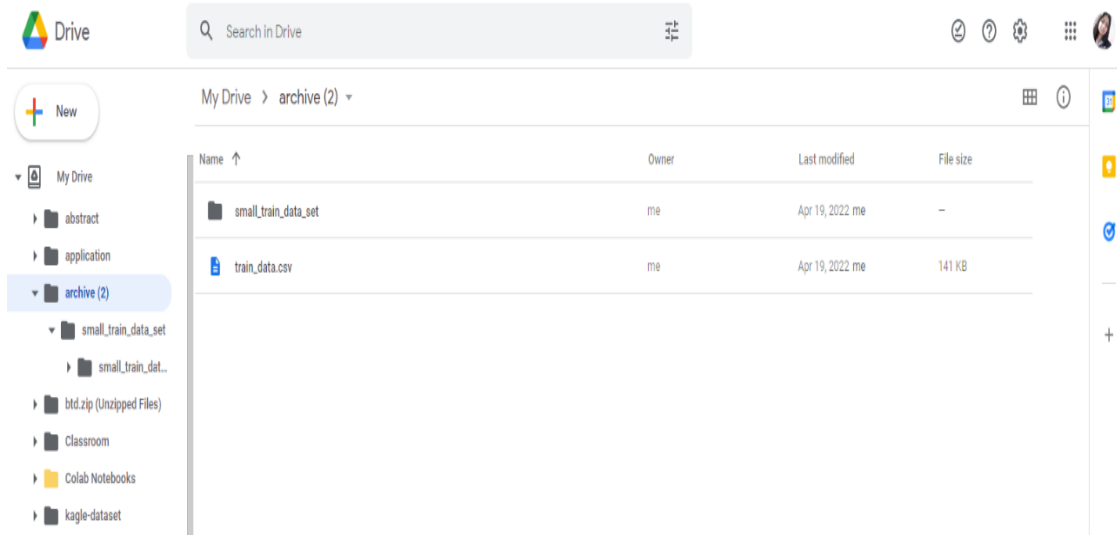 Drive
Search in Drive
New
My Drive > archive (2)
Name Owner Last modified File size
small_train_data_set me Apr 19, 2022 me –
train_data.csv me Apr 19, 2022 me 141 KB
My Drive
abstract
application
archive (2)
small_train_data_set
small_train_dat...
btd.zip (Unzipped Files)
Classroom
Colab Notebooks
kagle-dataset
31